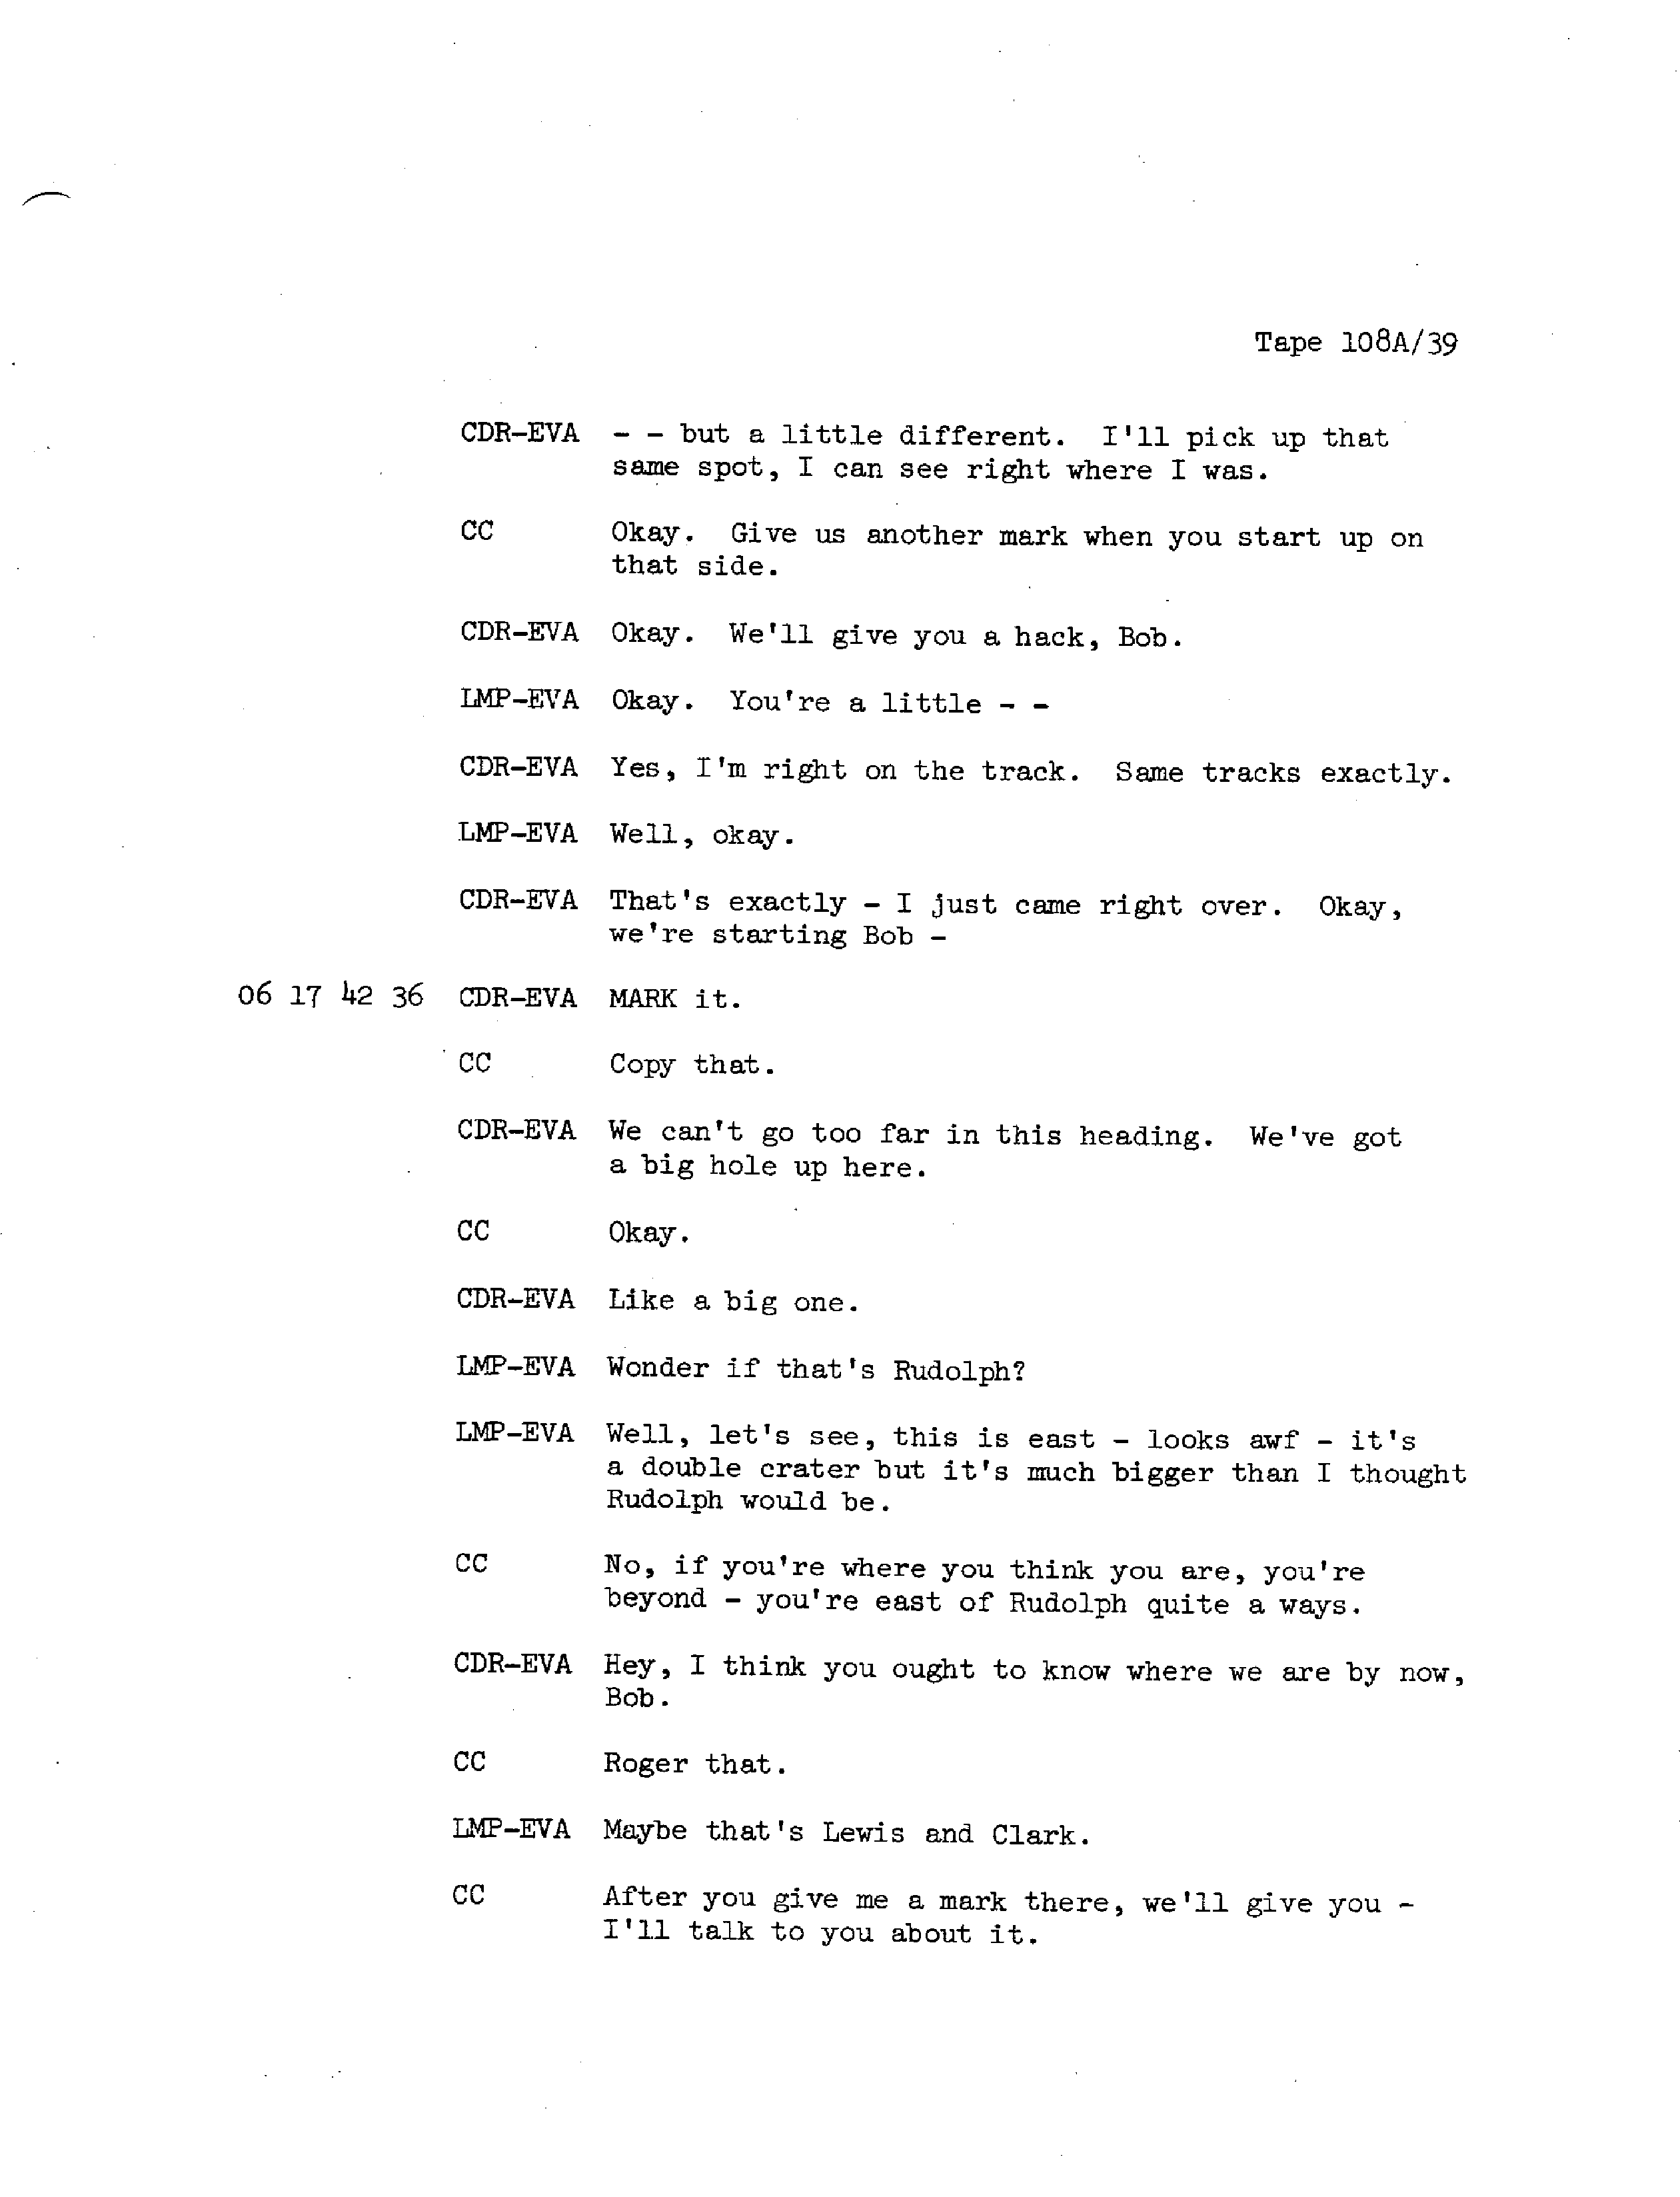 Tape 108A/39
CDR-EVA - - but a little different. I'll pick up that
same spot, I can see right where I was.
CC Okay. Give us another mark when you start up on
that side.
CDR-EVA Okay. We'll give you a hack, Bob.
LMP-EVA Okay. You're a little - -
CDR-EVA Yes, I'm right on the track. Same tracks exactly.
LMP-EVA Well, okay.
CDR-EVA That's exactly - I just came right over. Okay,
we're starting Bob -
06 17 42 36 CDR-EVA MARK it.
CC Copy that.
CDR-EVA We can't go too far in this heading. We've got
a big hole up here.
CC Okay.
CDR-EVA Like a big one.
LMP-EVA Wonder if that's Rudolph?
LMP-EVA Well, let's see, this is east - looks awf - it's
a double crater but it's much bigger than I thought
Rudolph would be.
CC No, if you're where you think you are, you're
beyond - you're east of Rudolph quite a ways.
CDR-EVA Hey, I think you ought to know where we are by now,
Bob.
CC Roger that.
LMP-EVA Maybe that's Lewis and Clark.
CC After you give me a mark there, we'll give you -
I'll talk to you about it.